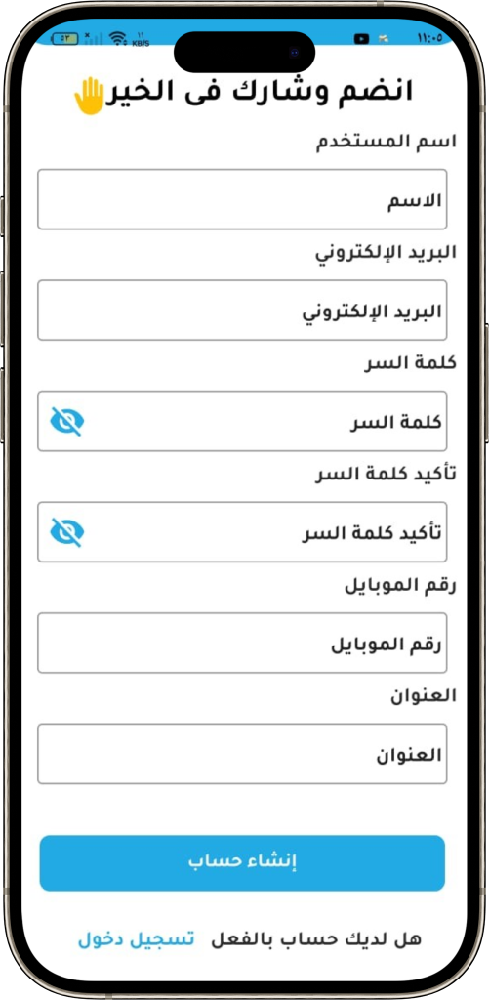 ١١:٠٥
١١
KB/S
٥٢
انضم وشارك فى الخير🤚
اسم المستخدم
الاسم
البريد الإلكتروني
البريد الإلكتروني
كلمة السر
كلمة السر
تأكيد كلمة السر
تأكيد كلمة السر
رقم الموبايل
رقم الموبايل
العنوان
العنوان
إنشاء حساب
هل لديك حساب بالفعل تسجيل دخول